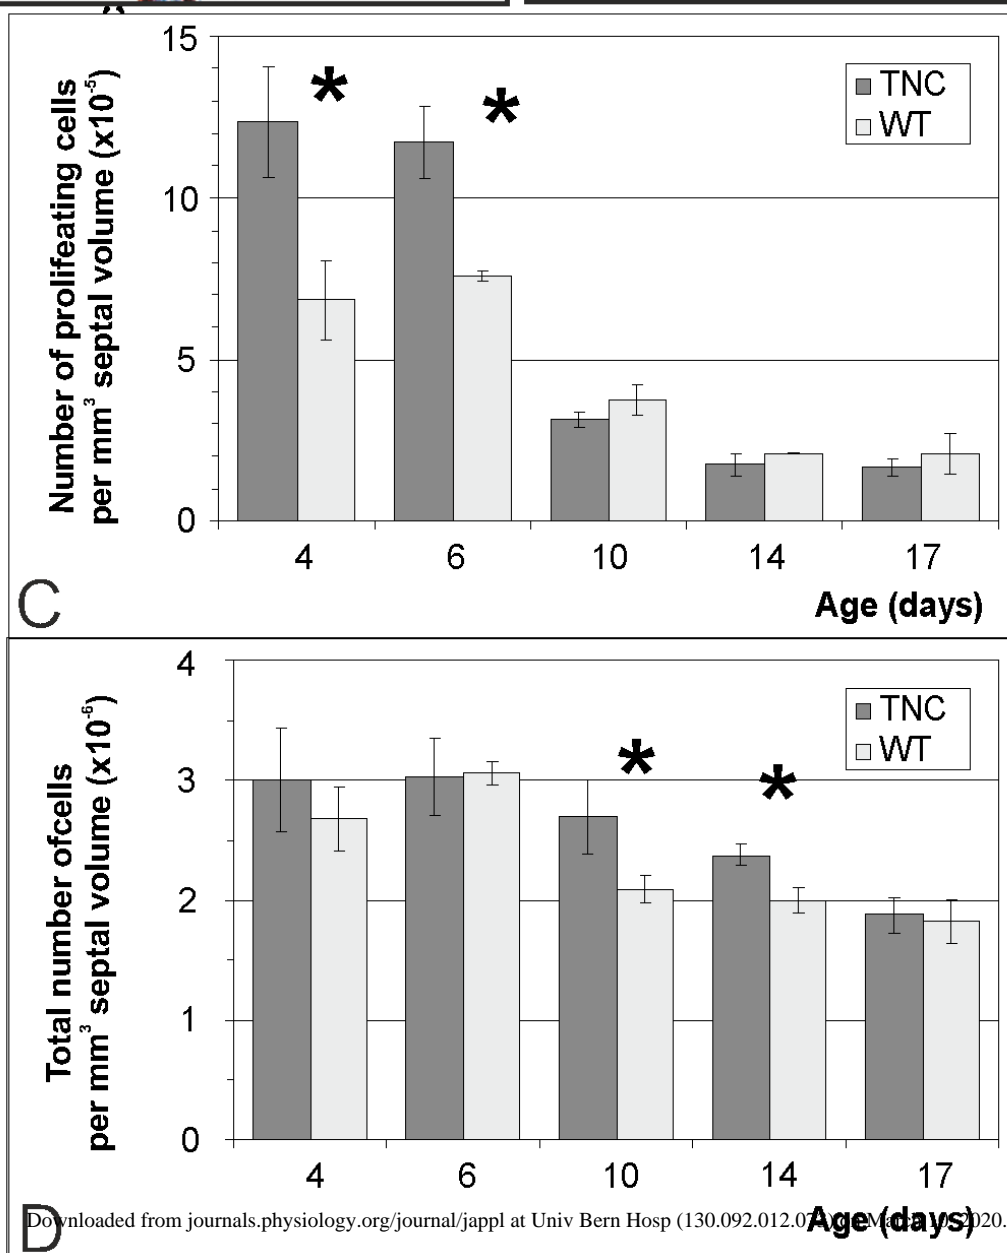 15
10
5
0
Number of prolifeating cells
per mm³ septal volume (x10⁻⁵)
*
*
TNC
WT
4 6 10 14 17
Age (days)
C
4
3
2
1
0
Total number ofcells
per mm³ septal volume (x10⁻⁶)
*
*
TNC
WT
4 6 10 14 17
Age (days)
D
Downloaded from journals.physiology.org/journal/jappl at Univ Bern Hosp (130.092.012.0 2020.